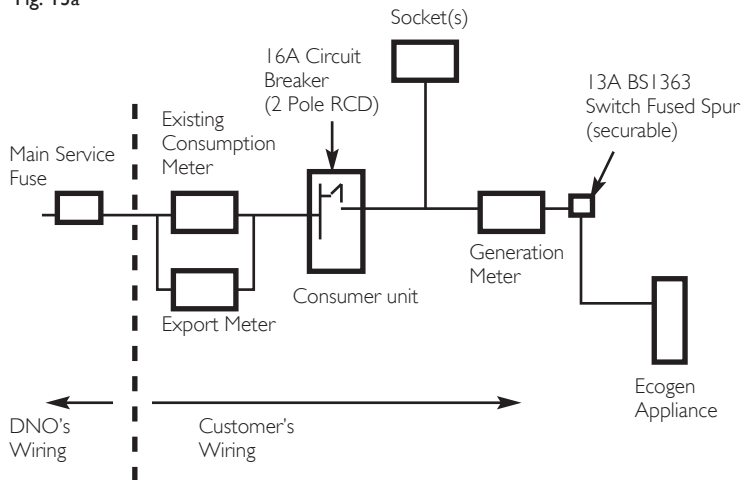 Fig. 15a
Socket(s)
16A Circuit
Breaker
(2 Pole RCD)
13A BS1363
Switch Fused Spur
(securable)
Existing
Consumption
Meter
Main Service
Fuse
Generation
Meter
Consumer unit
Export Meter
Ecogen
Appliance
DNO's
Wiring
Customer's
Wiring